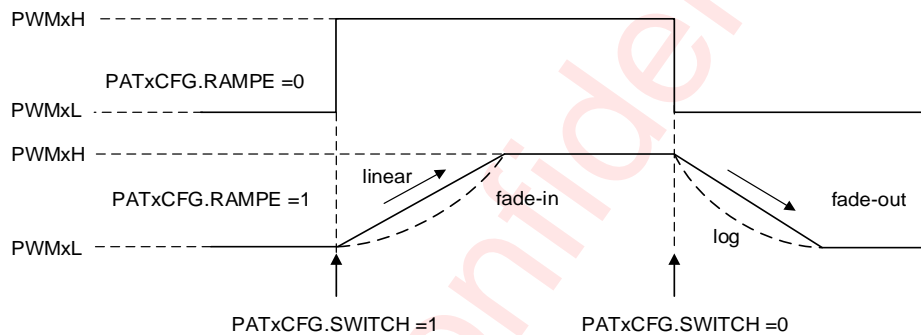 PWMxH
PATxCFG.RAMPE =0
PWMxL
PWMxH
linear
PATxCFG.RAMPE =1
fade-in
fade-out
log
PWMxL
PATxCFG.SWITCH =1
PATxCFG.SWITCH =0